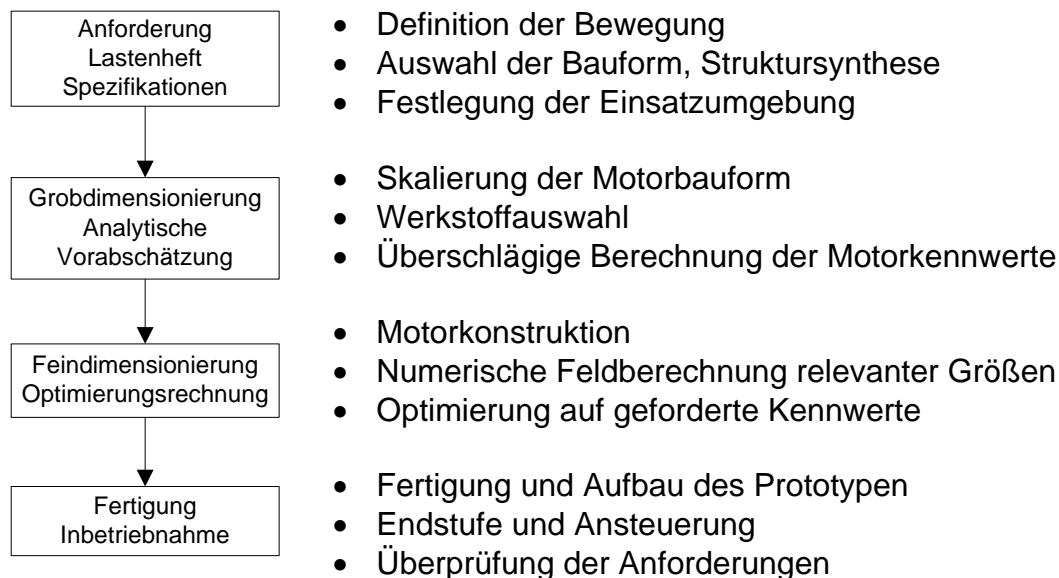 Anforderung
Lastenheft
Spezifikationen
• Definition der Bewegung
• Auswahl der Bauform, Struktursynthese
• Festlegung der Einsatzumgebung
Grobdimensionierung
Analytische
Vorabschätzung
• Skalierung der Motorbauform
• Werkstoffauswahl
• Überschlägige Berechnung der Motorkennwerte
Feindimensionierung
Optimierungsrechnung
• Motorkonstruktion
• Numerische Feldberechnung relevanter Größen
• Optimierung auf geforderte Kennwerte
Fertigung
Inbetriebnahme
• Fertigung und Aufbau des Prototypen
• Endstufe und Ansteuerung
• Überprüfung der Anforderungen